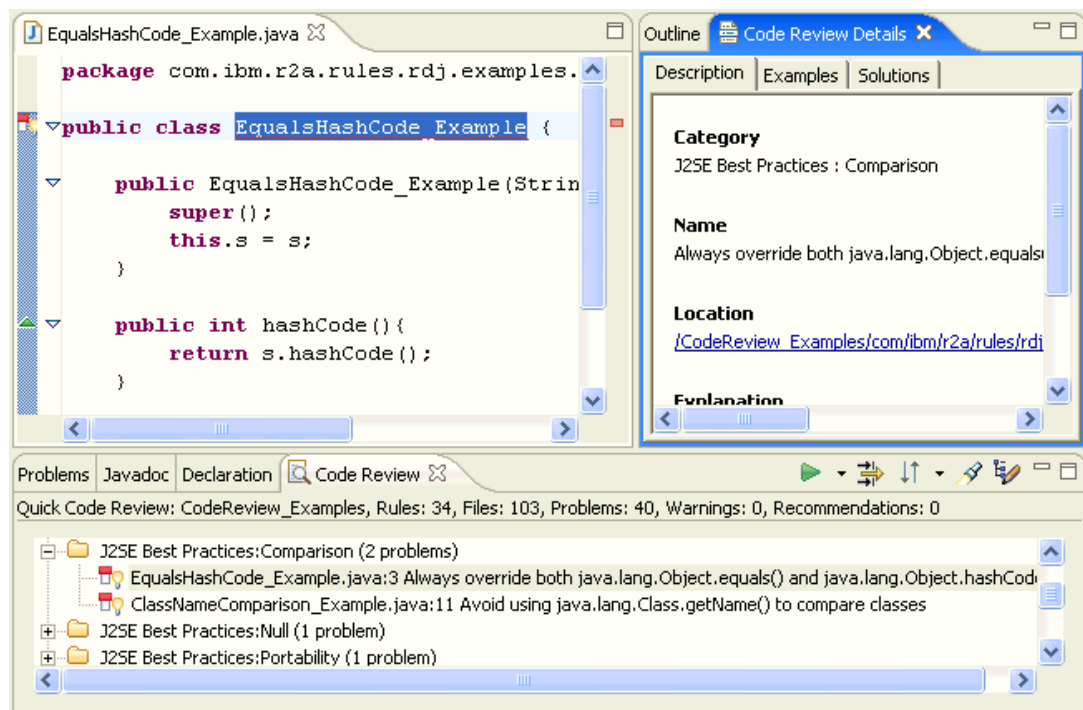 EqualsHashCode_Example.java
package com.ibm.r2a.rules.rdj.examples.
public class EqualsHashCode_Example {
public EqualsHashCode_Example(Strin
super();
this.s = s;
}
public int hashCode(){
return s.hashCode();
}
Outline Code Review Details
Description Examples Solutions
Category
J2SE Best Practices : Comparison
Name
Always override both java.lang.Object.equals
Location
/CodeReview_Examples/com/ibm/r2a/rules/rdj
Explanation
Problems Javadoc Declaration Code Review
Quick Code Review: CodeReview_Examples, Rules: 34, Files: 103, Problems: 40, Warnings: 0, Recommendations: 0
J2SE Best Practices:Comparison (2 problems)
EqualsHashCode_Example.java:3 Always override both java.lang.Object.equals() and java.lang.Object.hashCod
ClassNameComparison_Example.java:11 Avoid using java.lang.Class.getName() to compare classes
J2SE Best Practices:Null (1 problem)
J2SE Best Practices:Portability (1 problem)